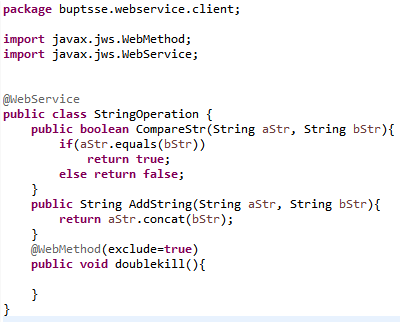 package buptsse.webservice.client;
import javax.jws.WebMethod;
import javax.jws.WebService;
@WebService
public class StringOperation {
public boolean CompareStr(String aStr, String bStr){
if(aStr.equals(bStr))
return true;
else return false;
}
public String AddString(String aStr, String bStr){
return aStr.concat(bStr);
}
@WebMethod(exclude=true)
public void doublekill(){
}
}